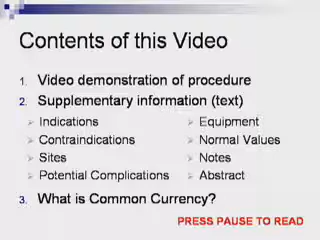 Contents of this Video
1. Video demonstration of procedure
2. Supplementary information (text)
Indications
Contraindications
Sites
Potential Complications
Equipment
Normal Values
Notes
Abstract
3. What is Common Currency?
PRESS PAUSE TO READ